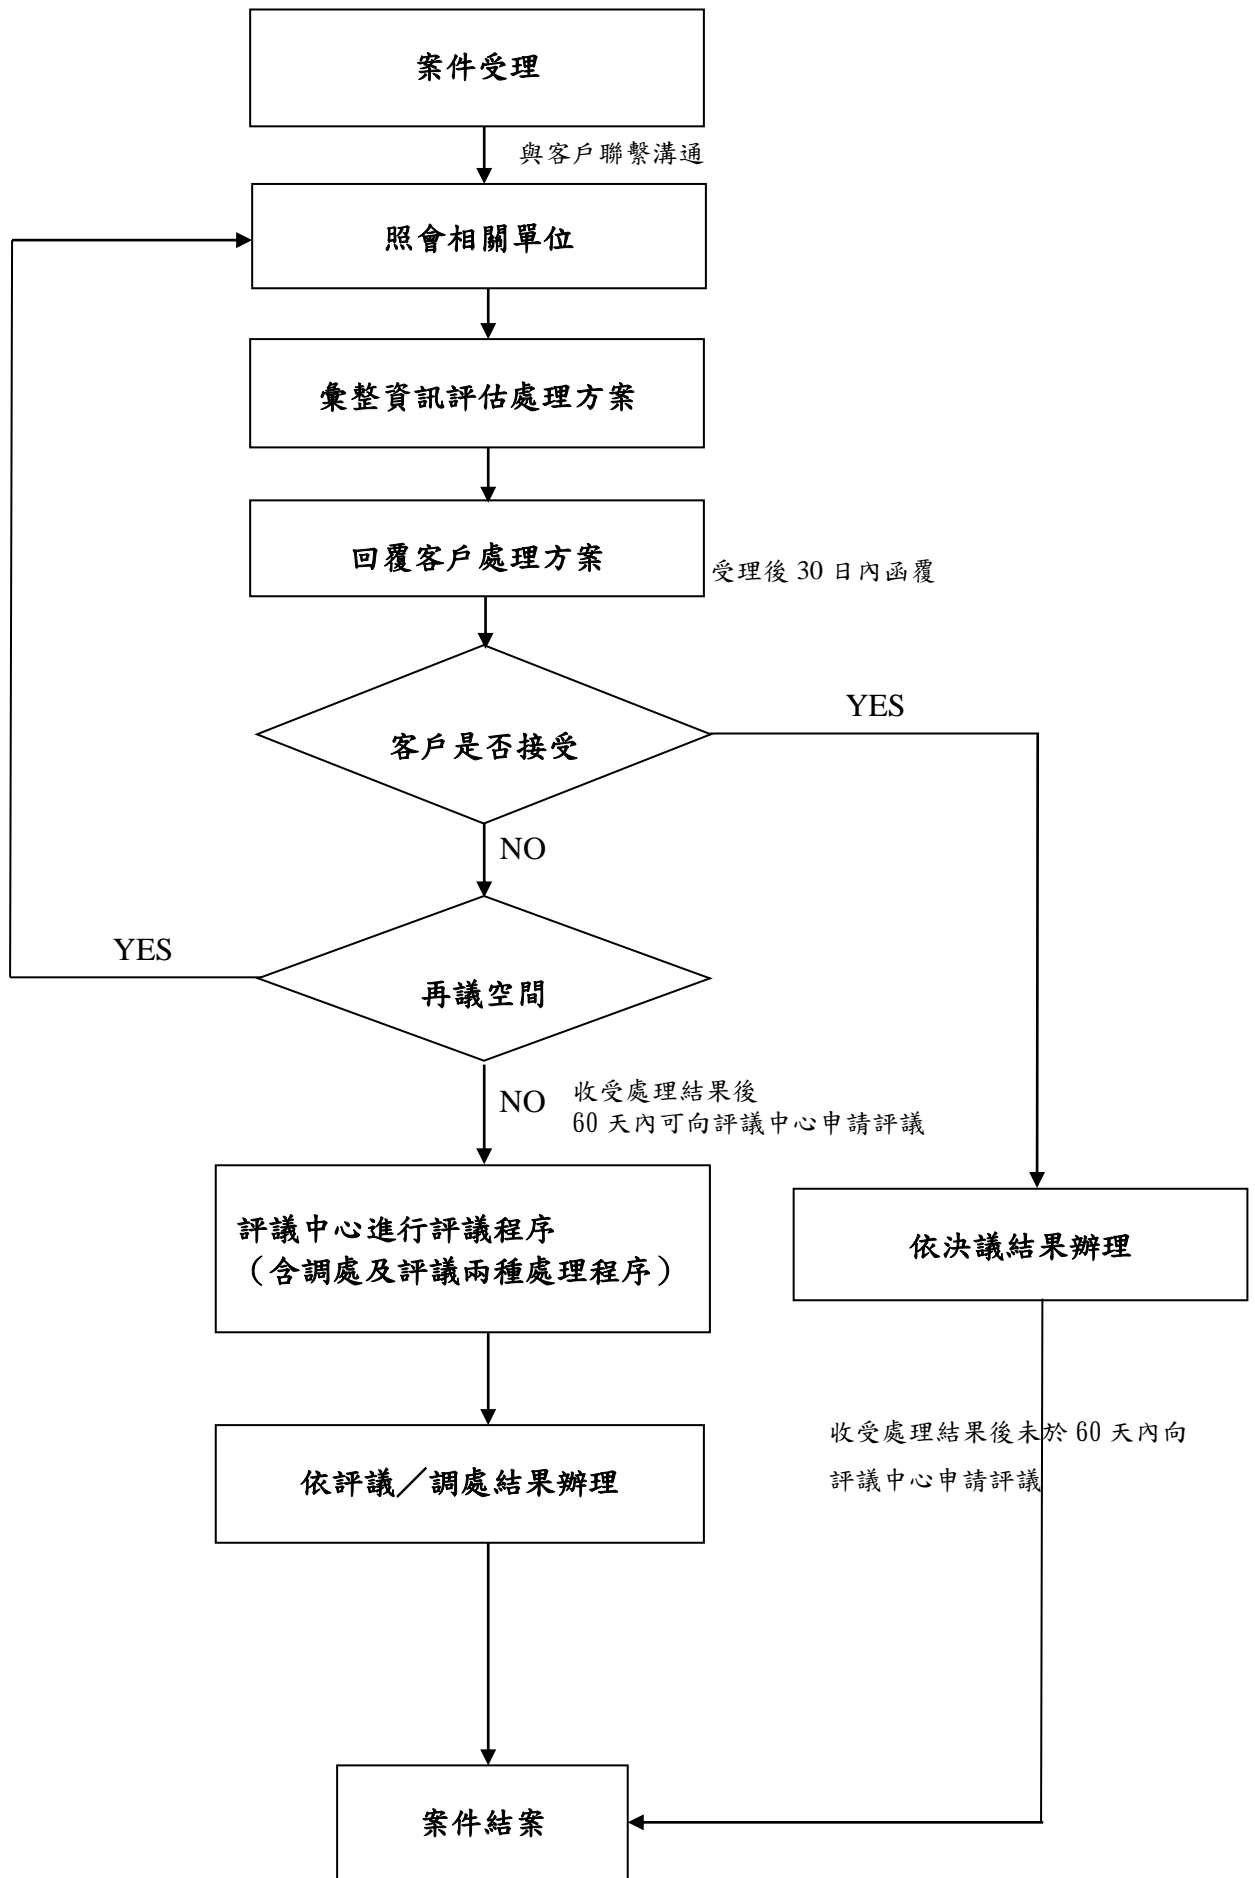 案件受理
與客戶聯繫溝通
照會相關單位
彙整資訊評估處理方案
回覆客戶處理方案
受理後 30 日內函覆
YES
客戶是否接受
NO
YES
再議空間
NO
收受處理結果後
60 天內可向評議中心申請評議
評議中心進行評議程序
（含調處及評議兩種處理程序）
依決議結果辦理
收受處理結果後未於 60 天內向
評議中心申請評議
依評議／調處結果辦理
案件結案